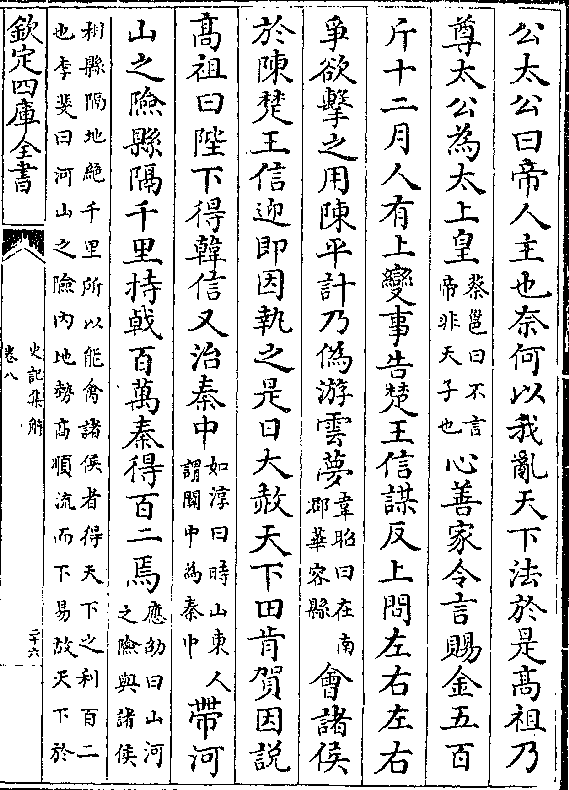 公太公曰帝人主也奈何以我亂天下法於是髙祖乃
尊太公為太上皇蔡邕曰不言帝非天子也心善家令言賜金五百
斤十二月人有上變事告楚王信謀反上問左右左右
爭欲擊之用陳平計乃偽游雲夢韋昭曰在南郡華容縣會諸侯
於陳楚王信迎即因執之是日大赦天下田肯賀因説
髙祖曰陛下得韓信又治秦中如淳曰時山東人謂關中為秦中帶河
山之險縣隔千里持戟百萬秦得百二焉應劭曰山河之險與諸侯
相縣隔地絶千里所以能禽諸侯者得天下之利百二
也李斐曰河山之險内地勢髙順流而下易故天下於
欽定四庫全書
史記集解
卷八
二十六